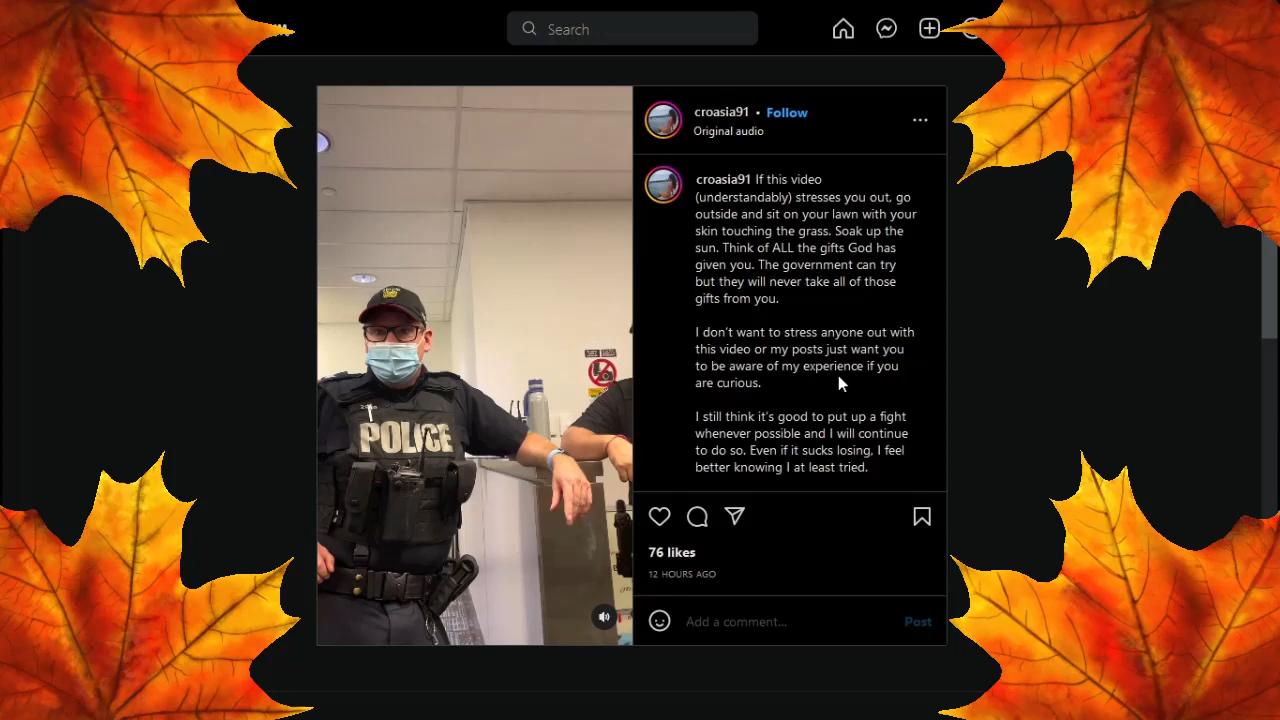 Search
croasia91 • Follow
Original audio
croasia91 If this video
(understandably) stresses you out, go
outside and sit on your lawn with your
skin touching the grass. Soak up the
sun. Think of ALL the gifts God has
given you. The government can try
but they will never take all of those
gifts from you.
I don't want to stress anyone out with
this video or my posts just want you
to be aware of my experience if you
are curious.
I still think it's good to put up a fight
whenever possible and I will continue
to do so. Even if it sucks losing, I feel
better knowing I at least tried.
POLICE
76 likes
12 HOURS AGO
Add a comment...
Post